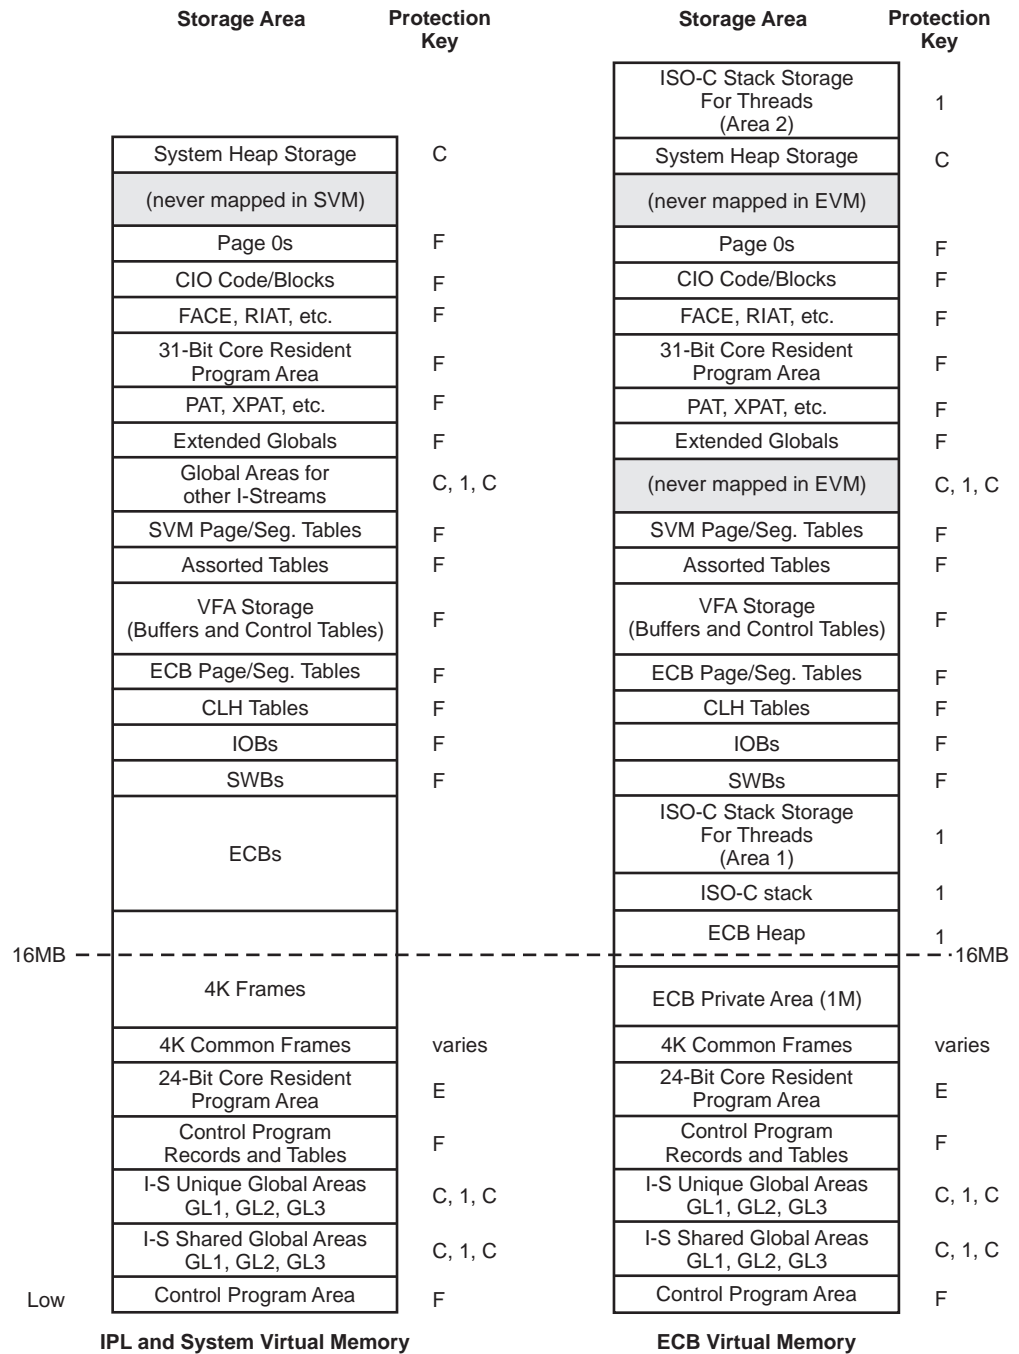 Storage Area
Protection
Key
System Heap Storage
C
(never mapped in SVM)
Page 0s
F
CIO Code/Blocks
F
FACE, RIAT, etc.
F
31-Bit Core Resident
Program Area
F
PAT, XPAT, etc.
F
Extended Globals
F
Global Areas for
other I-Streams
C, 1, C
SVM Page/Seg. Tables
F
Assorted Tables
F
VFA Storage
(Buffers and Control Tables)
F
ECB Page/Seg. Tables
F
CLH Tables
F
IOBs
F
SWBs
F
ECBs
16MB
4K Frames
4K Common Frames
varies
24-Bit Core Resident
Program Area
E
Control Program
Records and Tables
F
I-S Unique Global Areas
GL1, GL2, GL3
C, 1, C
I-S Shared Global Areas
GL1, GL2, GL3
C, 1, C
Low
Control Program Area
F
IPL and System Virtual Memory
Storage Area
Protection
Key
ISO-C Stack Storage
For Threads
(Area 2)
1
System Heap Storage
C
(never mapped in EVM)
Page 0s
F
CIO Code/Blocks
F
FACE, RIAT, etc.
F
31-Bit Core Resident
Program Area
F
PAT, XPAT, etc.
F
Extended Globals
F
(never mapped in EVM)
C, 1, C
SVM Page/Seg. Tables
F
Assorted Tables
F
VFA Storage
(Buffers and Control Tables)
F
ECB Page/Seg. Tables
F
CLH Tables
F
IOBs
F
SWBs
F
ISO-C Stack Storage
For Threads
(Area 1)
1
ISO-C stack
1
ECB Heap
1
16MB
ECB Private Area (1M)
4K Common Frames
varies
24-Bit Core Resident
Program Area
E
Control Program
Records and Tables
F
I-S Unique Global Areas
GL1, GL2, GL3
C, 1, C
I-S Shared Global Areas
GL1, GL2, GL3
C, 1, C
Control Program Area
F
ECB Virtual Memory